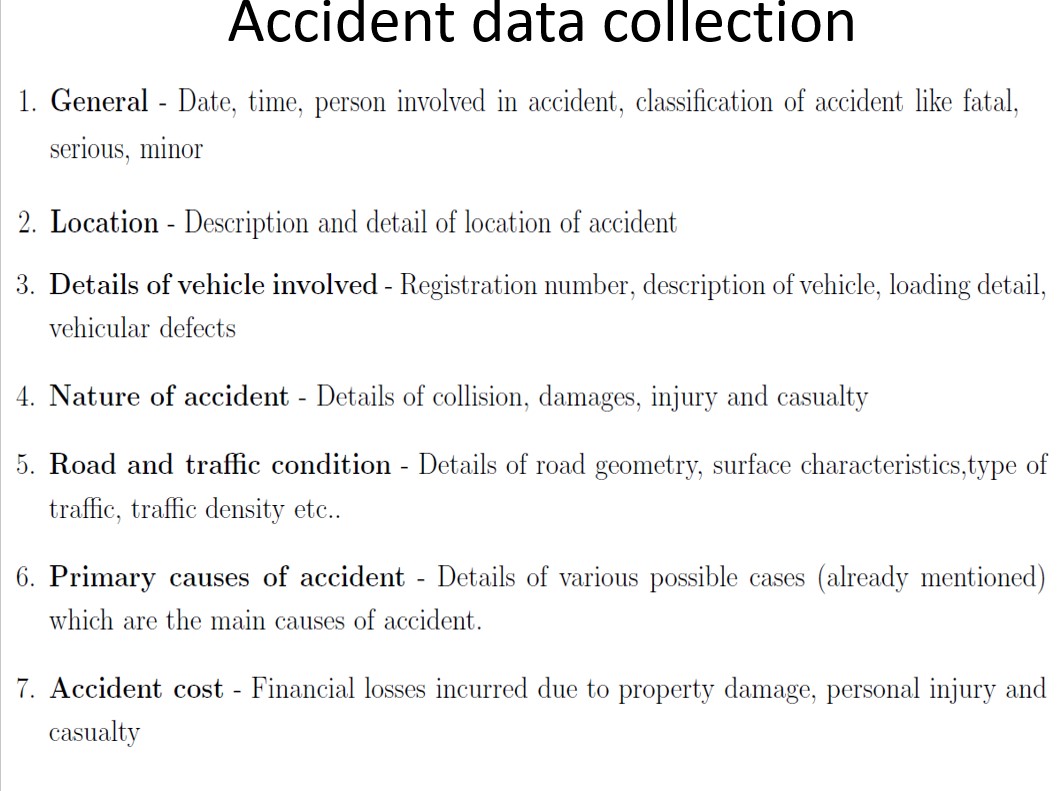 Accident data collection
1. General - Date, time, person involved in accident, classification of accident like fatal,
serious, minor
2. Location - Description and detail of location of accident
3. Details of vehicle involved - Registration number, description of vehicle, loading detail,
vehicular defects
4. Nature of accident - Details of collision, damages, injury and casualty
5. Road and traffic condition - Details of road geometry, surface characteristics,type of
traffic, traffic density etc..
6. Primary causes of accident - Details of various possible cases (already mentioned)
which are the main causes of accident.
7. Accident cost - Financial losses incurred due to property damage, personal injury and
casualty